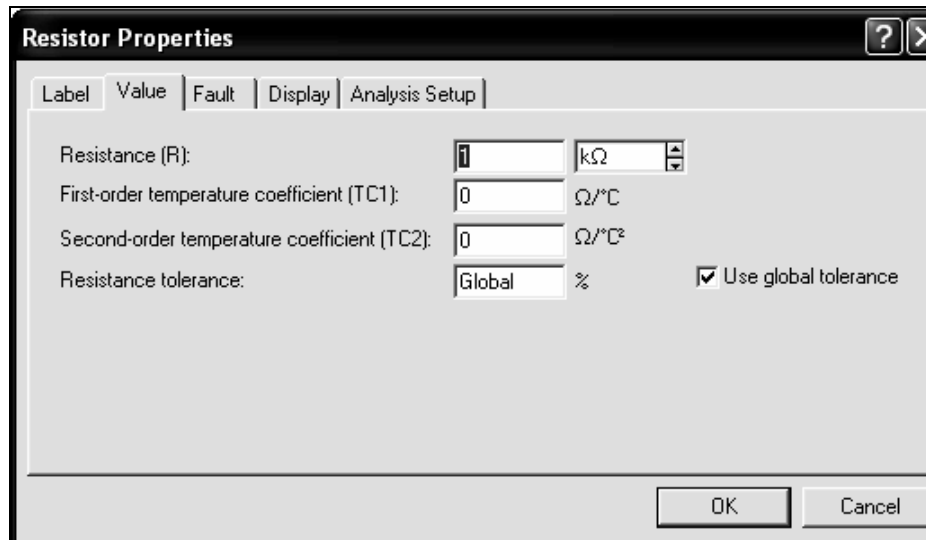 Resistor Properties
Label Value Fault Display Analysis Setup
Resistance (R): 1 kΩ
First-order temperature coefficient (TC1): 0 Ω/°C
Second-order temperature coefficient (TC2): 0 Ω/°C²
Resistance tolerance: Global % Use global tolerance
OK Cancel